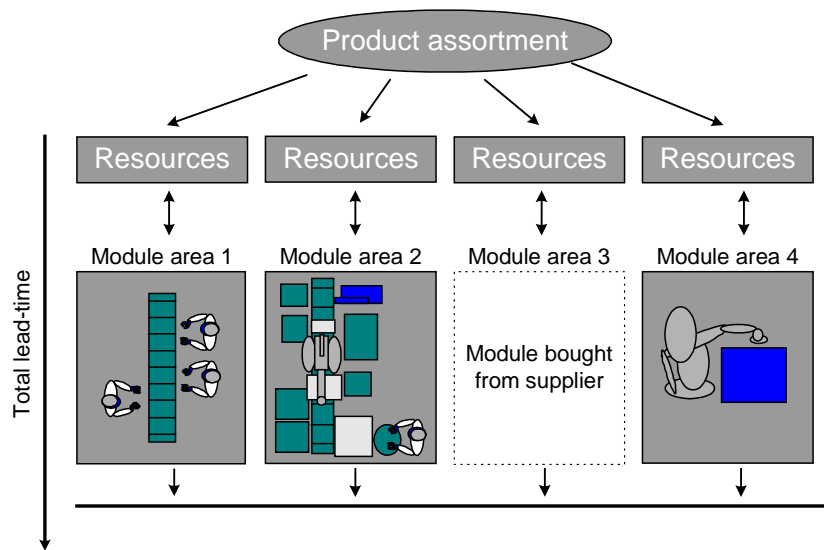 Product assortment
Resources
Resources
Resources
Resources
Module area 1
Module area 2
Module area 3
Module area 4
Module bought
from supplier
Total lead-time